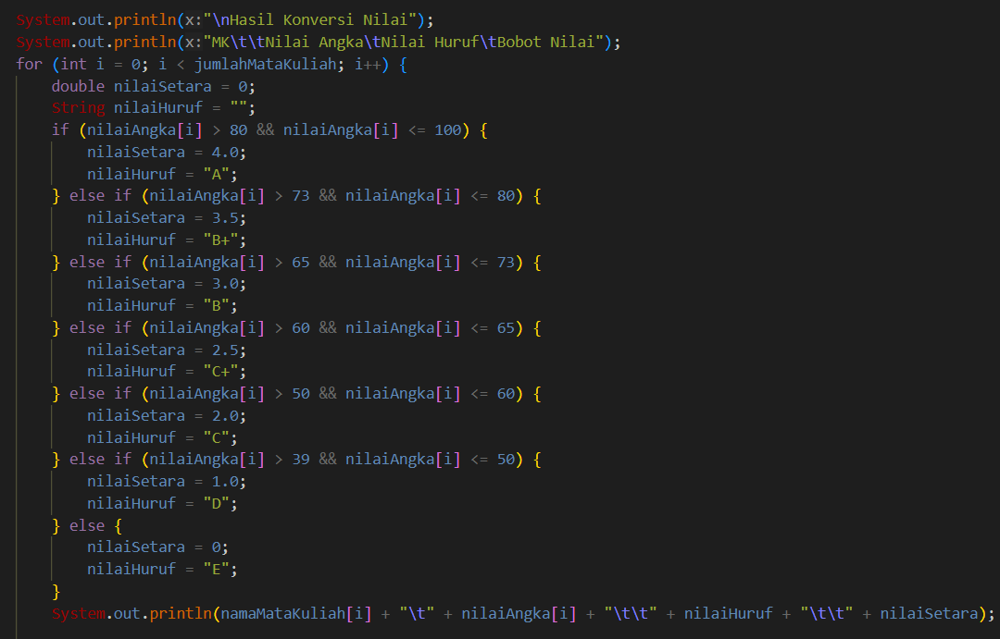 System.out.println(x:"\nHasil Konversi Nilai");
System.out.println(x:"MK\t\tNilai Angka\tNilai Huruf\tBobot Nilai");
for (int i = 0; i < jumlahMataKuliah; i++) {
    double nilaiSetara = 0;
    String nilaiHuruf = "";
    if (nilaiAngka[i] > 80 && nilaiAngka[i] <= 100) {
        nilaiSetara = 4.0;
        nilaiHuruf = "A";
    } else if (nilaiAngka[i] > 73 && nilaiAngka[i] <= 80) {
        nilaiSetara = 3.5;
        nilaiHuruf = "B+";
    } else if (nilaiAngka[i] > 65 && nilaiAngka[i] <= 73) {
        nilaiSetara = 3.0;
        nilaiHuruf = "B";
    } else if (nilaiAngka[i] > 60 && nilaiAngka[i] <= 65) {
        nilaiSetara = 2.5;
        nilaiHuruf = "C+";
    } else if (nilaiAngka[i] > 50 && nilaiAngka[i] <= 60) {
        nilaiSetara = 2.0;
        nilaiHuruf = "C";
    } else if (nilaiAngka[i] > 39 && nilaiAngka[i] <= 50) {
        nilaiSetara = 1.0;
        nilaiHuruf = "D";
    } else {
        nilaiSetara = 0;
        nilaiHuruf = "E";
    }
    System.out.println(namaMataKuliah[i] + "\t" + nilaiAngka[i] + "\t\t" + nilaiHuruf + "\t\t" + nilaiSetara);